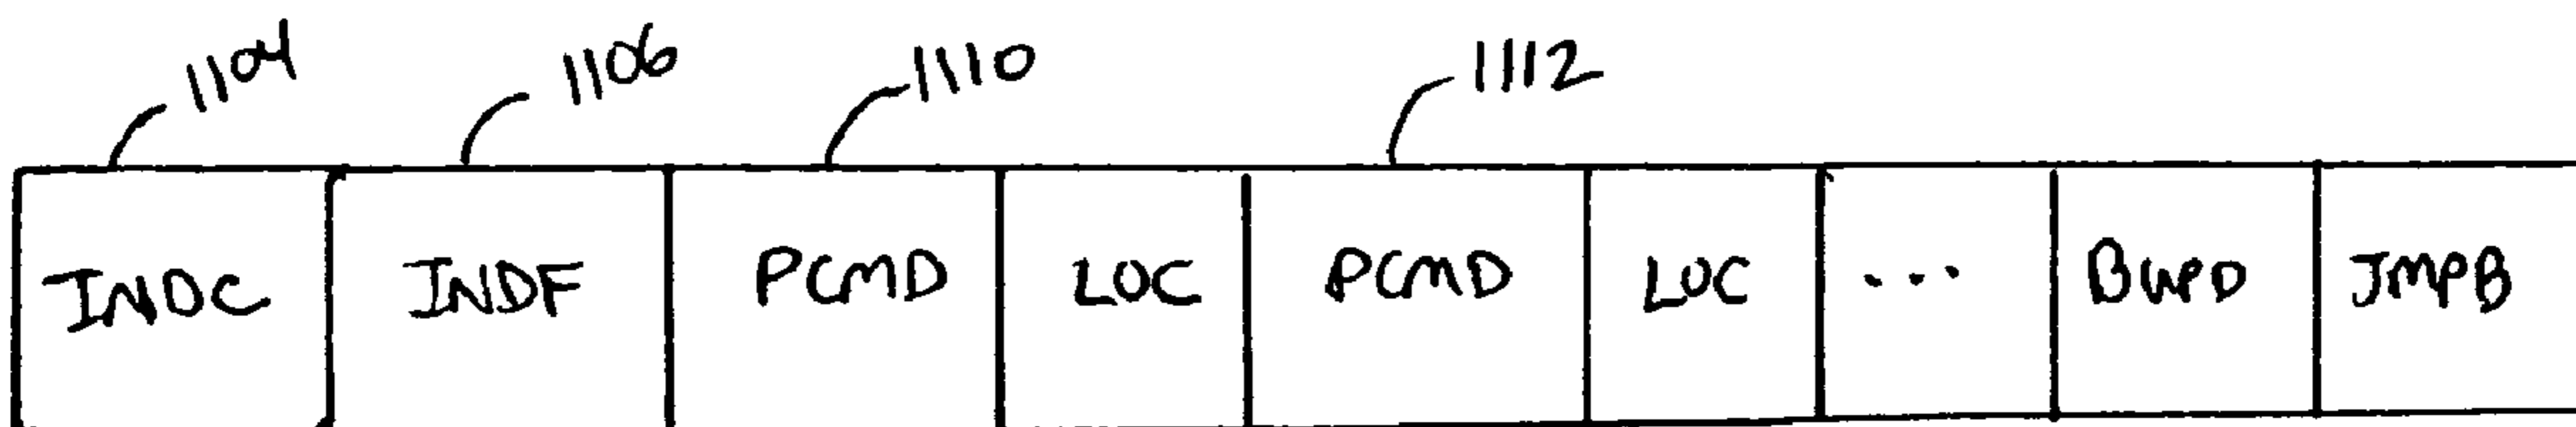 1104 1106 1110 1112
INDC INDF PCMD LOC PCMD LOC ... BWPD JMPB